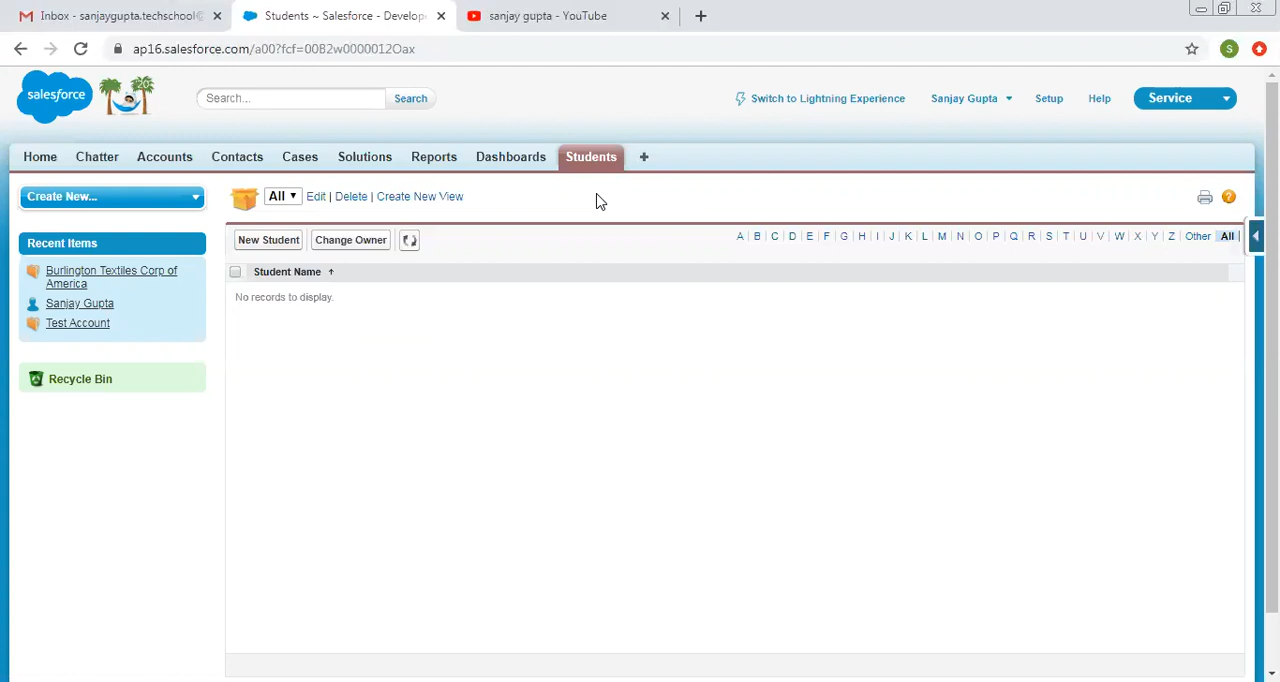 Inbox - sanjaygupta.techschool@
Students ~ Salesforce - Develop
sanjay gupta - YouTube
ap16.salesforce.com/a00?fcf=00B2w0000012Oax
S
salesforce
20
Search...
Search
Switch to Lightning Experience
Sanjay Gupta
Setup
Help
Service
Home
Chatter
Accounts
Contacts
Cases
Solutions
Reports
Dashboards
Students
+
Create New...
All
Edit | Delete | Create New View
Recent Items
New Student
Change Owner
A | B | C | D | E | F | G | H | I | J | K | L | M | N | O | P | Q | R | S | T | U | V | W | X | Y | Z | Other | All
Burlington Textiles Corp of
America
Sanjay Gupta
Test Account
Student Name ↑
No records to display.
Recycle Bin